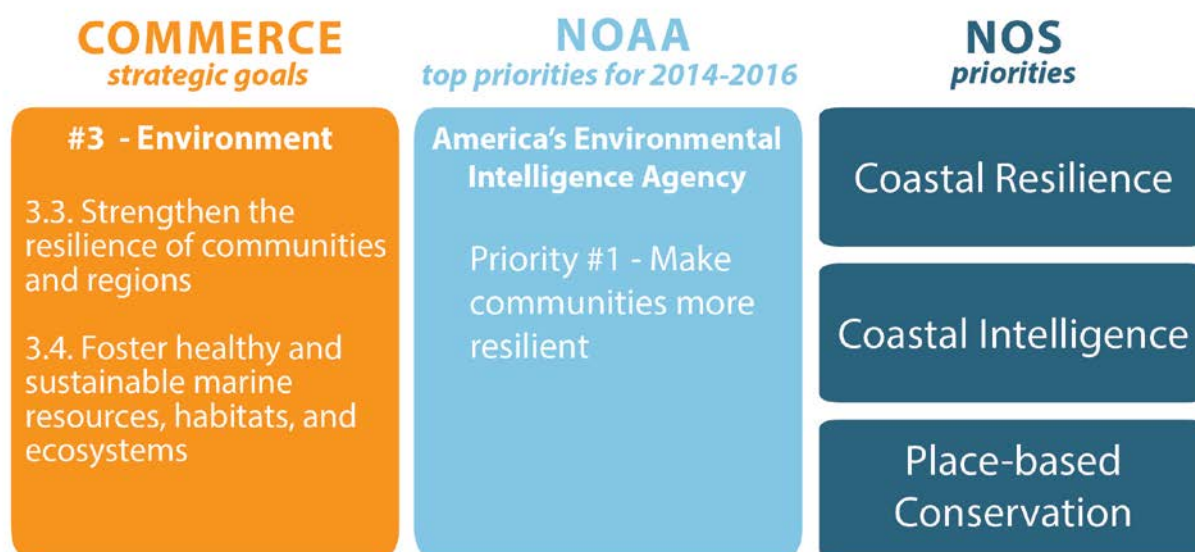 COMMERCE
strategic goals
#3 - Environment
3.3. Strengthen the
resilience of communities
and regions
3.4. Foster healthy and
sustainable marine
resources, habitats, and
ecosystems
NOAA
top priorities for 2014-2016
America's Environmental
Intelligence Agency
Priority #1 - Make
communities more
resilient
NOS
priorities
Coastal Resilience
Coastal Intelligence
Place-based
Conservation